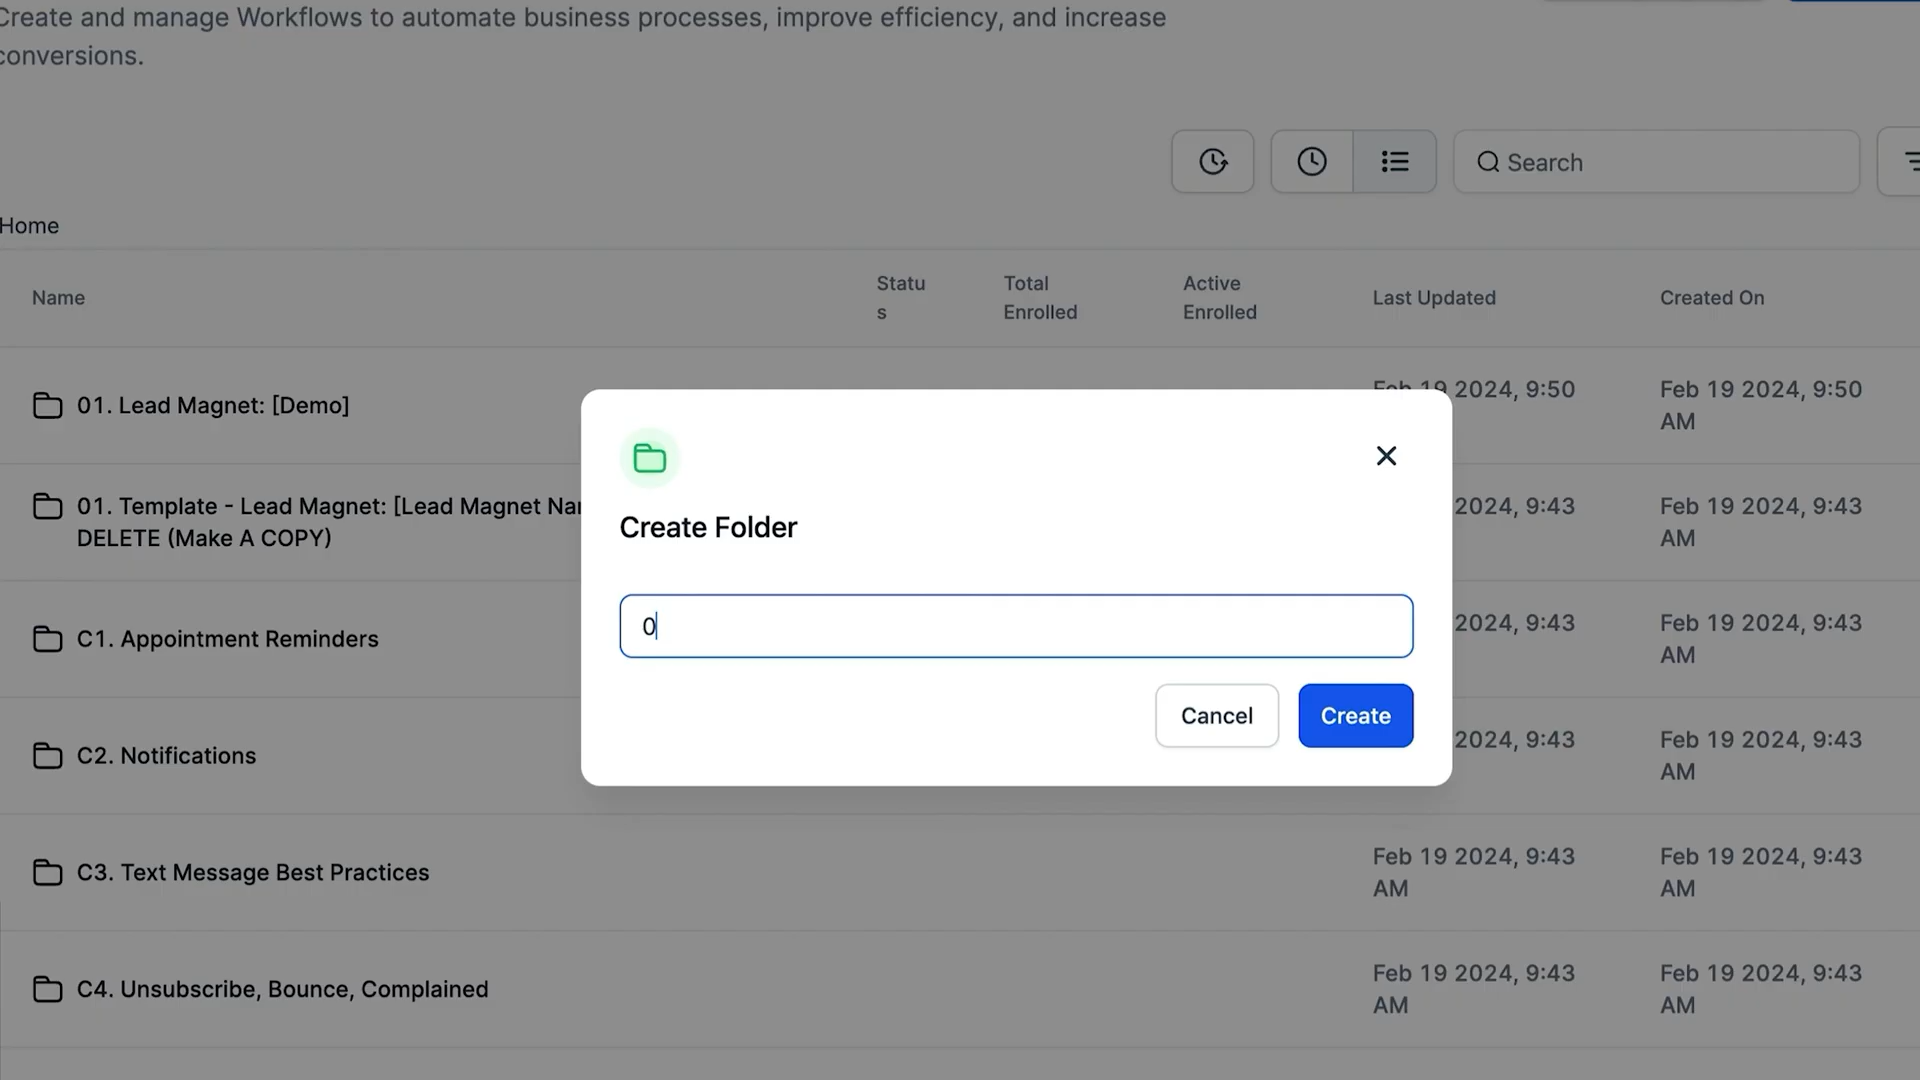 Create and manage Workflows to automate business processes, improve efficiency, and increase
conversions.
Search
Home
Name
Statu
s
Total
Enrolled
Active
Enrolled
Last Updated
Created On
01. Lead Magnet: [Demo]
Feb 19 2024, 9:50
Feb 19 2024, 9:50
AM
01. Template - Lead Magnet: [Lead Magnet
DELETE (Make A COPY)
2024, 9:43
Feb 19 2024, 9:43
AM
C1. Appointment Reminders
2024, 9:43
Feb 19 2024, 9:43
AM
C2. Notifications
2024, 9:43
Feb 19 2024, 9:43
AM
C3. Text Message Best Practices
Feb 19 2024, 9:43
AM
Feb 19 2024, 9:43
AM
C4. Unsubscribe, Bounce, Complained
Feb 19 2024, 9:43
AM
Feb 19 2024, 9:43
AM
Create Folder
0
Cancel
Create